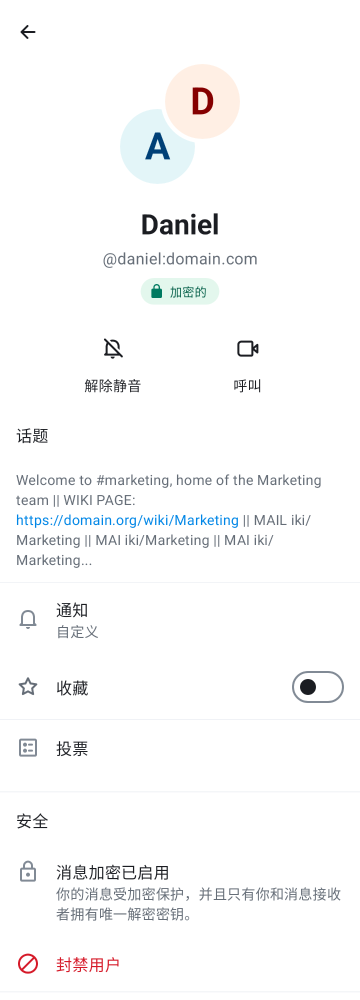 D
A
Daniel
@daniel:domain.com
加密的
解除静音
呼叫
话题
Welcome to #marketing, home of the Marketing
team || WIKI PAGE:
https://domain.org/wiki/Marketing || MAIL iki/
Marketing || MAI iki/Marketing || MAI iki/
Marketing...
通知
自定义
收藏
投票
安全
消息加密已启用
你的消息受加密保护，并且只有你和消息接收
者拥有唯一解密密钥。
封禁用户